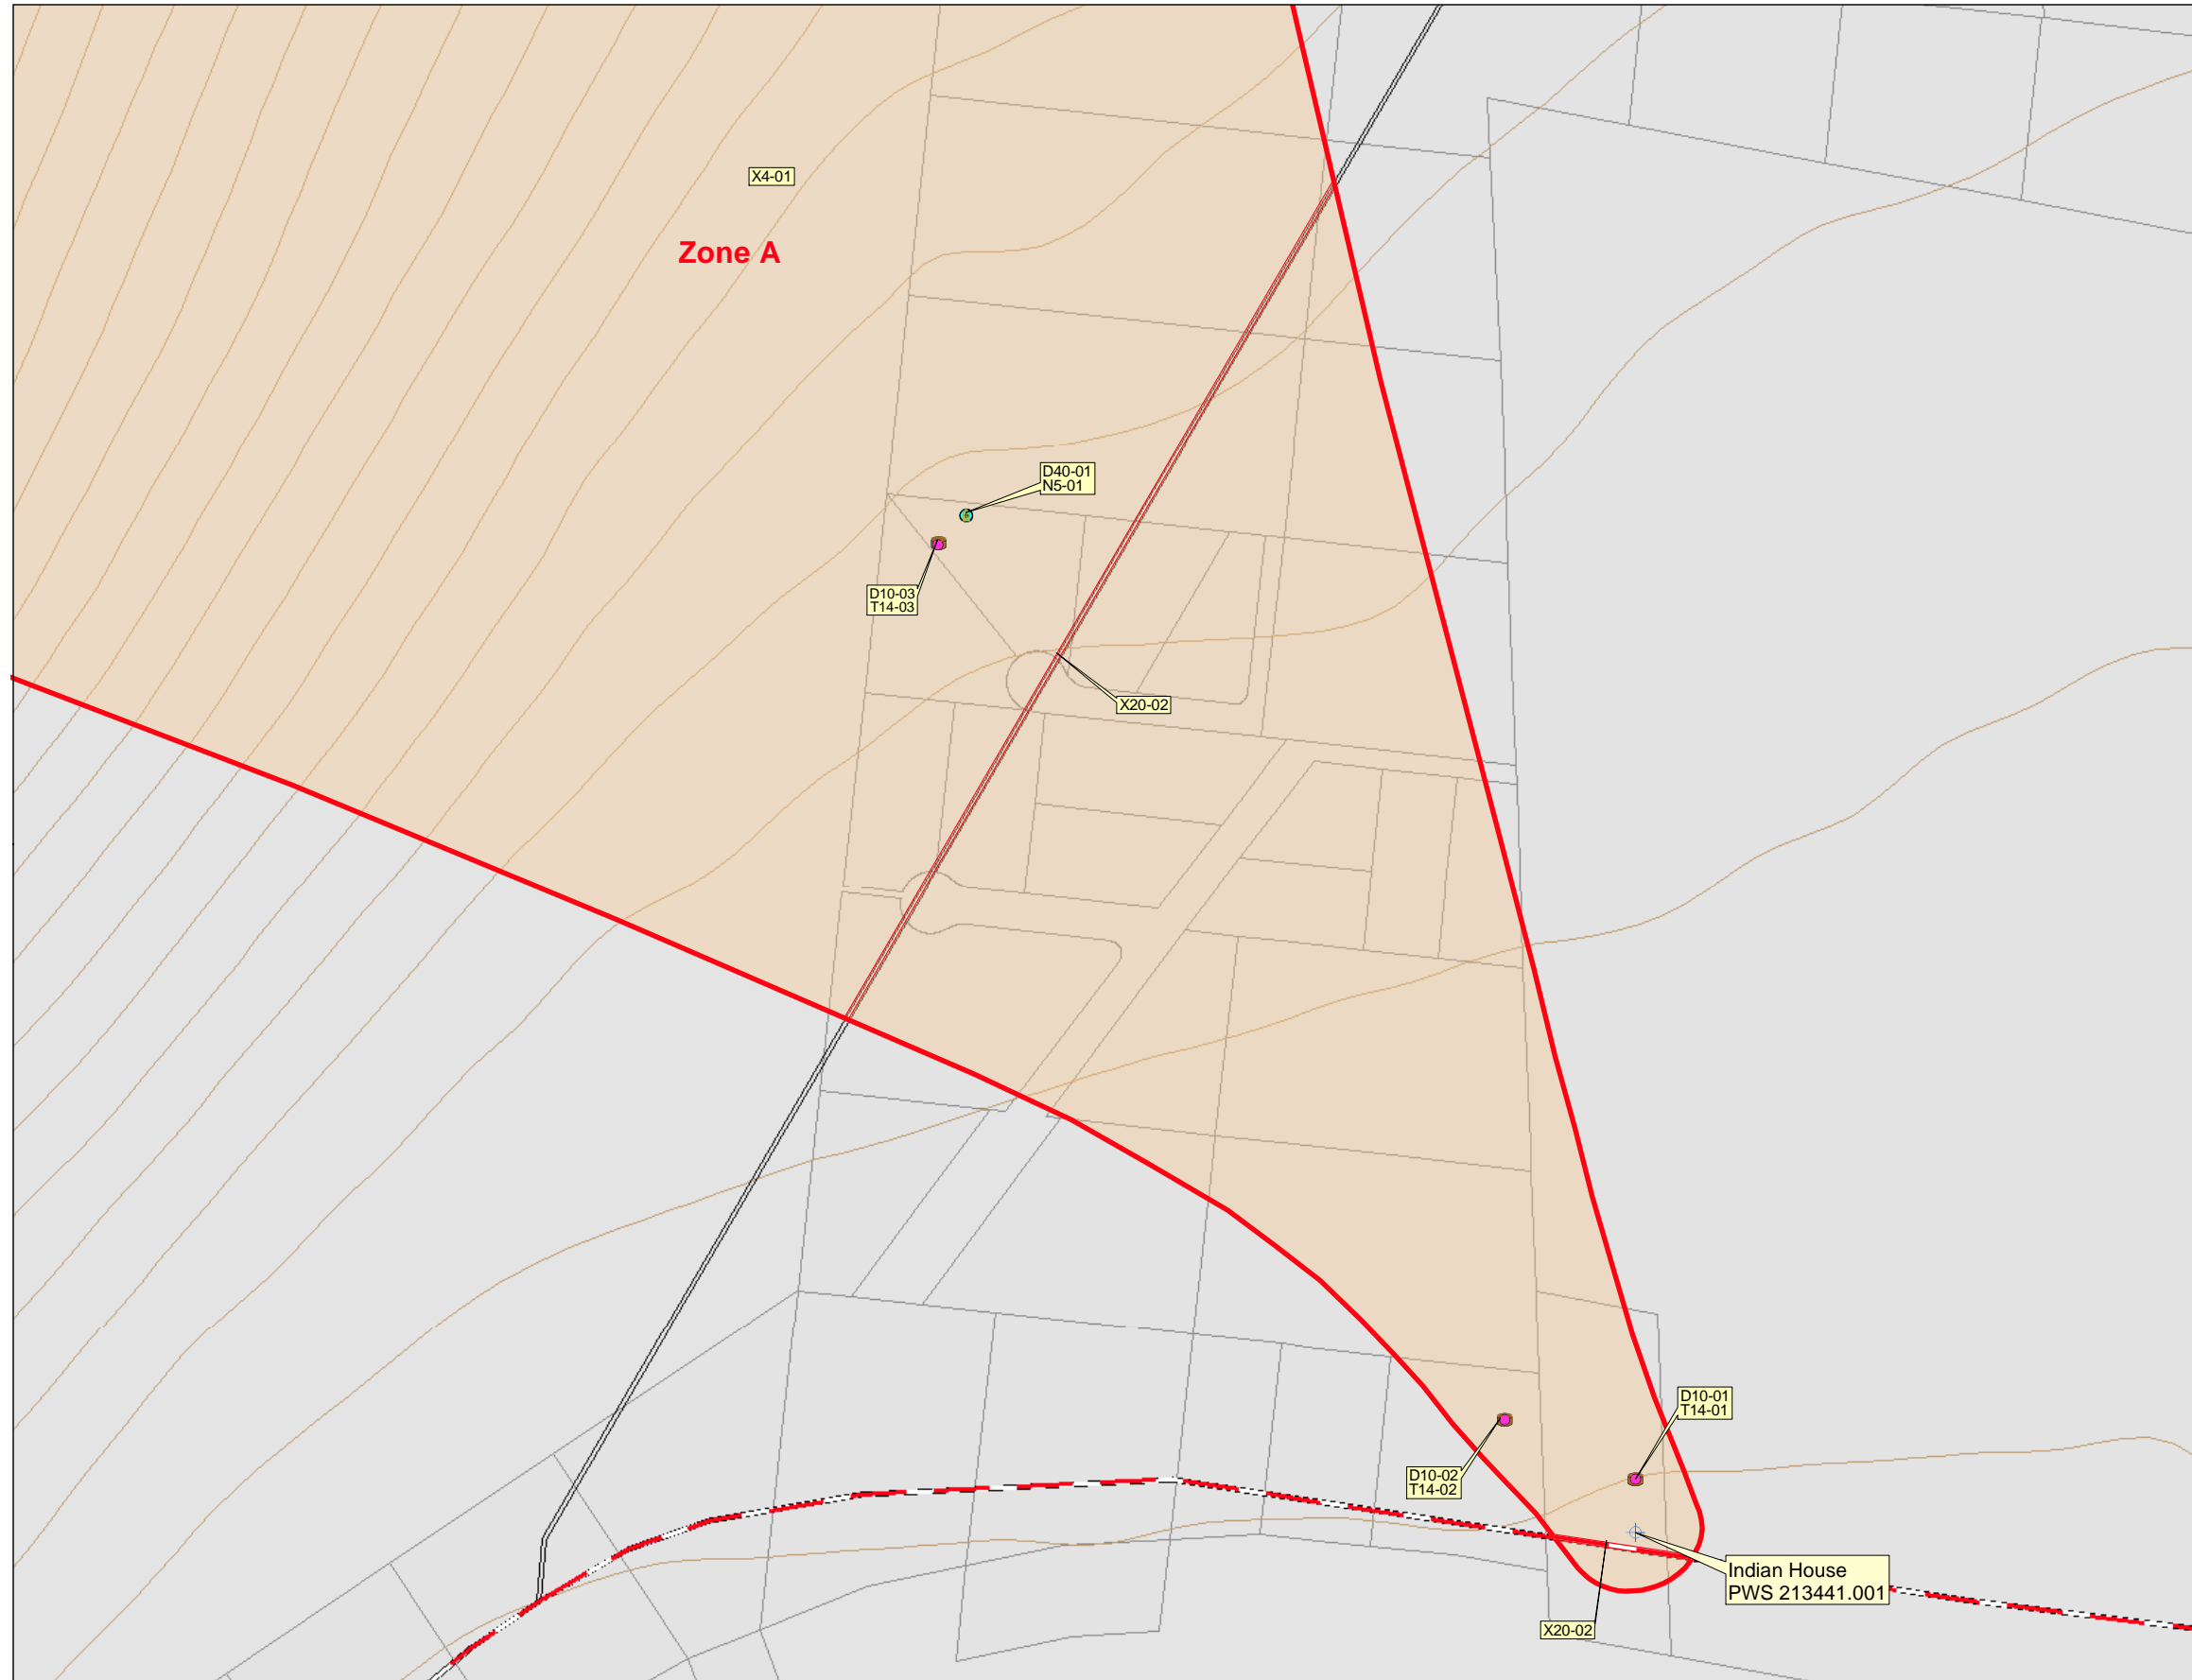 X4-01
Zone A
D40-01
N5-01
D10-03
T14-03
X20-02
D10-01
T14-01
D10-02
T14-02
Indian House
PWS 213441.001
X20-02